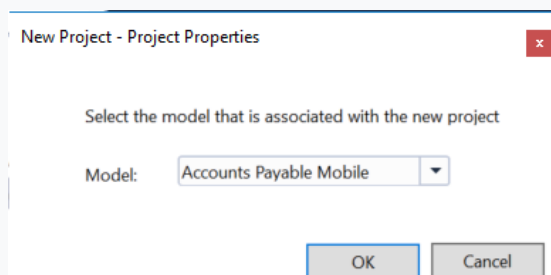 New Project - Project Properties
x
Select the model that is associated with the new project
Model: Accounts Payable Mobile
OK Cancel